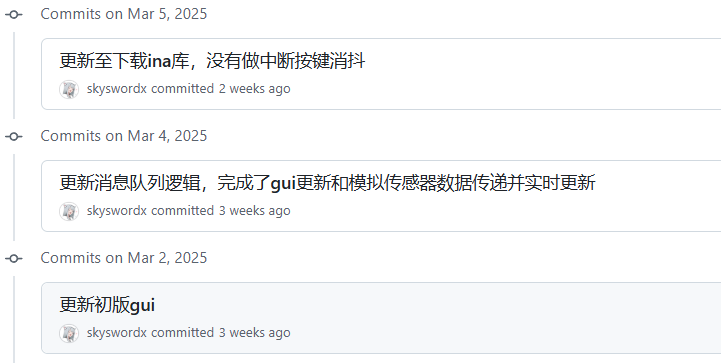 Commits on Mar 5, 2025
更新至下载ina库，没有做中断按键消抖
skyswordx committed 2 weeks ago
Commits on Mar 4, 2025
更新消息队列逻辑，完成了gui更新和模拟传感器数据传递并实时更新
skyswordx committed 3 weeks ago
Commits on Mar 2, 2025
更新初版gui
skyswordx committed 3 weeks ago